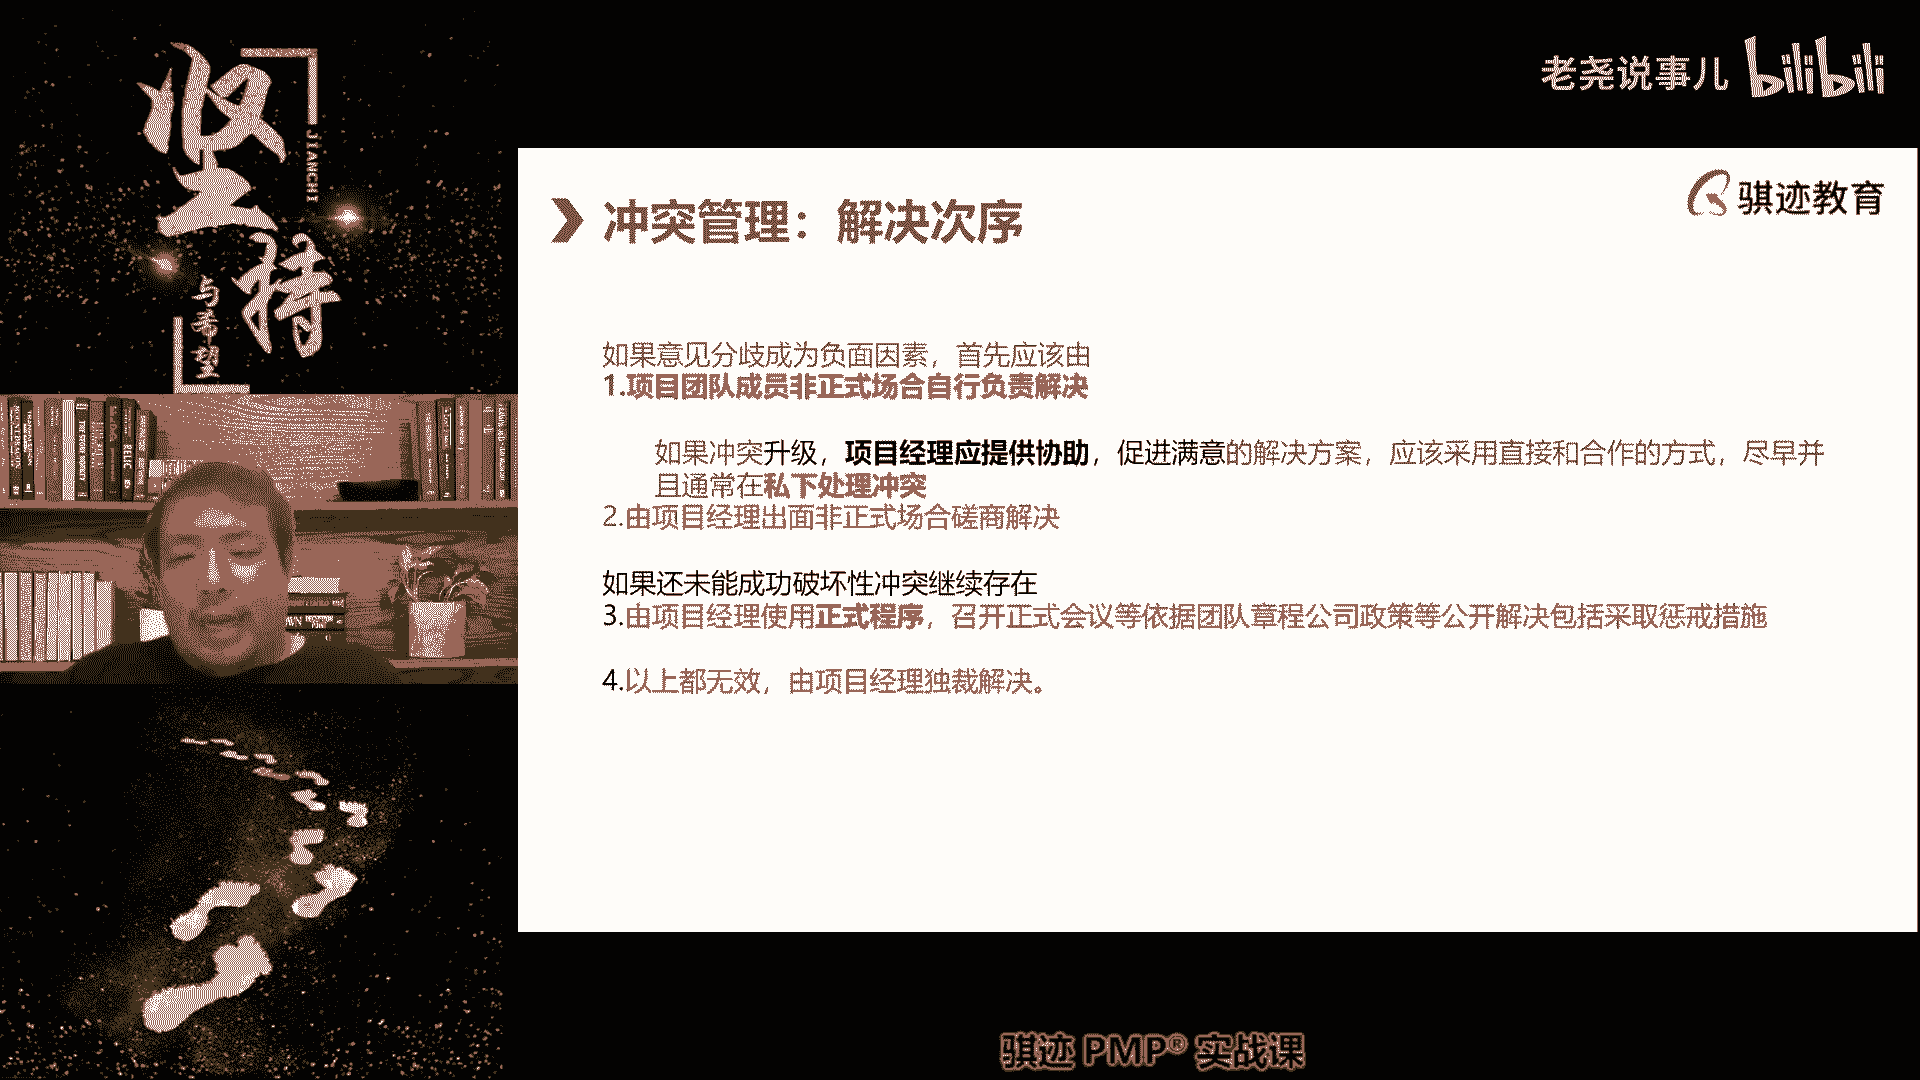 坚持
JIANCHI
与希望
老尧说事儿 bilibili
骐迹教育
冲突管理：解决次序
如果意见分歧成为负面因素，首先应该由
1.项目团队成员非正式场合自行负责解决
如果冲突升级，项目经理应提供协助，促进满意的解决方案，应该采用直接和合作的方式，尽早并
且通常在私下处理冲突
2.由项目经理出面非正式场合磋商解决
如果还未能成功破坏性冲突继续存在
3.由项目经理使用正式程序，召开正式会议等依据团队章程公司政策等公开解决包括采取惩戒措施
4.以上都无效，由项目经理独裁解决。
骐迹 PMP® 实战课